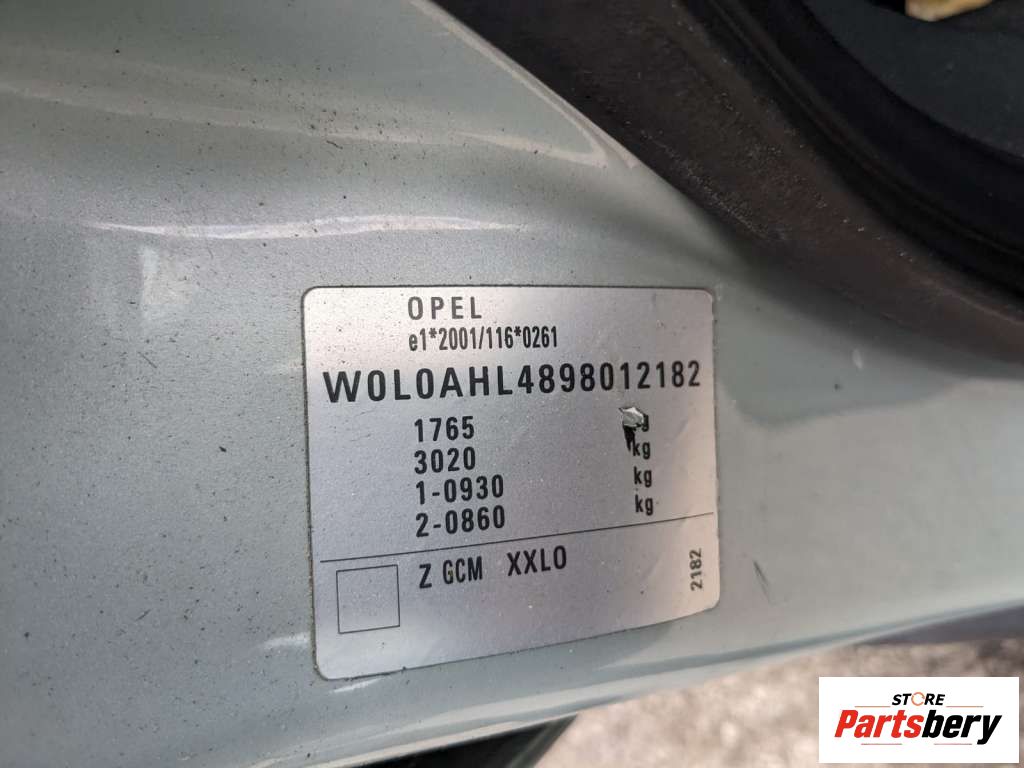 OPEL
e1*2001/116*0261
W0L0AHL4898012182
1765 kg
3020 kg
1-0930 kg
2-0860 kg
Z GCM XXL0
2182
STORE
Partsbery